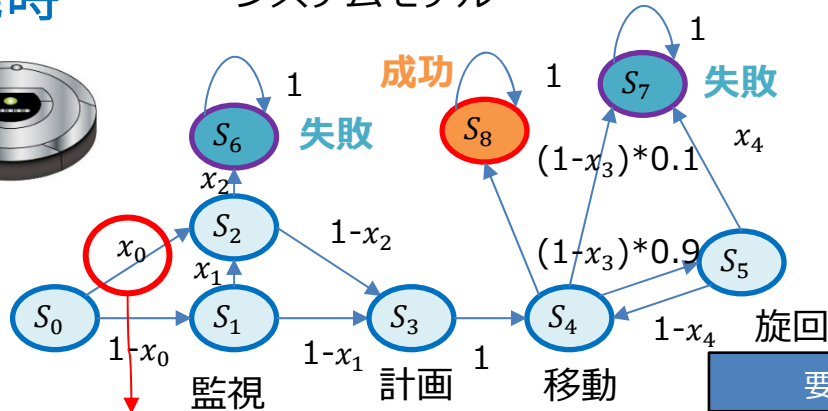 時
システムモデル
1
1
成功
1
S₇
失敗
S₆
失敗
S₈
x₂
(1-x₃)*0.1
x₄
x₀
S₂
1-x₂
x₁
(1-x₃)*0.9
S₅
S₀
S₁
S₃
S₄
1-x₀
1-x₁
1
1-x₄
旋回
監視
計画
移動
要